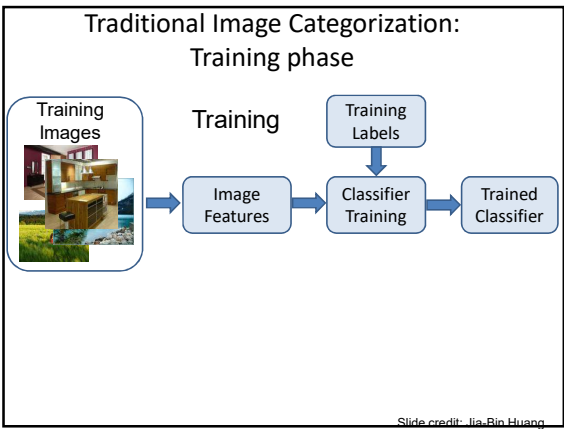 Traditional Image Categorization:
Training phase
Training
Images
Training
Training
Labels
Image
Features
Classifier
Training
Trained
Classifier
Slide credit: Jia-Bin Huang